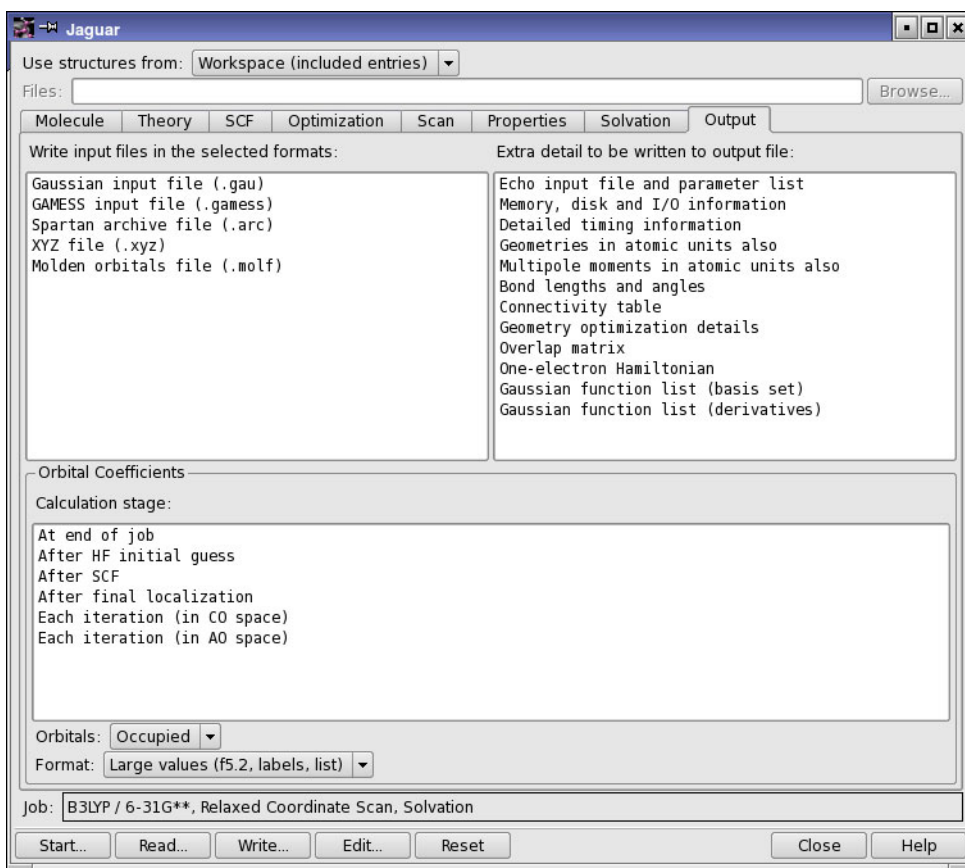 Jaguar
Use structures from: Workspace (included entries)
Files: Browse...
Molecule Theory SCF Optimization Scan Properties Solvation Output
Write input files in the selected formats:
Gaussian input file (.gau)
GAMESS input file (.gamess)
Spartan archive file (.arc)
XYZ file (.xyz)
Molden orbitals file (.molf)
Extra detail to be written to output file:
Echo input file and parameter list
Memory, disk and I/O information
Detailed timing information
Geometries in atomic units also
Multipole moments in atomic units also
Bond lengths and angles
Connectivity table
Geometry optimization details
Overlap matrix
One-electron Hamiltonian
Gaussian function list (basis set)
Gaussian function list (derivatives)
Orbital Coefficients
Calculation stage:
At end of job
After HF initial guess
After SCF
After final localization
Each iteration (in CO space)
Each iteration (in AO space)
Orbitals: Occupied
Format: Large values (f5.2, labels, list)
Job: B3LYP / 6-31G**, Relaxed Coordinate Scan, Solvation
Start... Read... Write... Edit... Reset Close Help